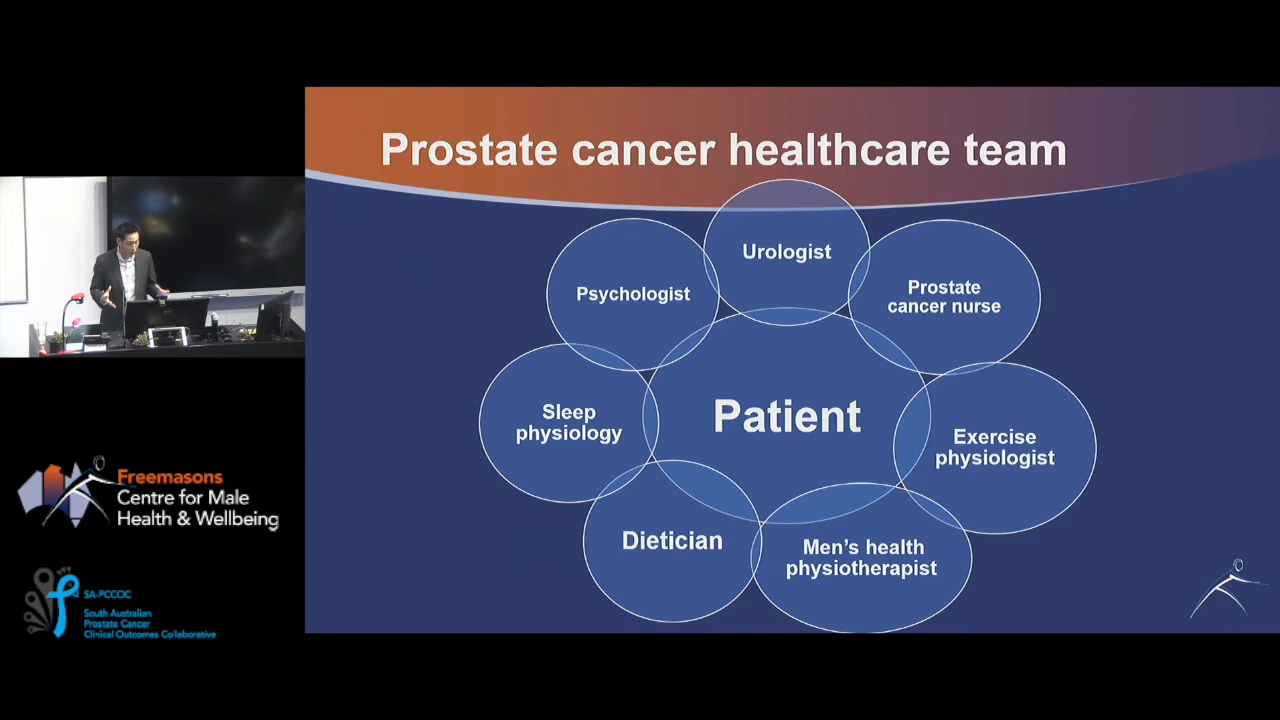 Prostate cancer healthcare team
Urologist
Psychologist
Prostate
cancer nurse
Sleep
physiology
Patient
Exercise
physiologist
Dietician
Men’s health
physiotherapist
Freemasons
Centre for Male
Health & Wellbeing
SA-PCCOC
South Australian
Prostate Cancer
Clinical Outcomes Collaborative